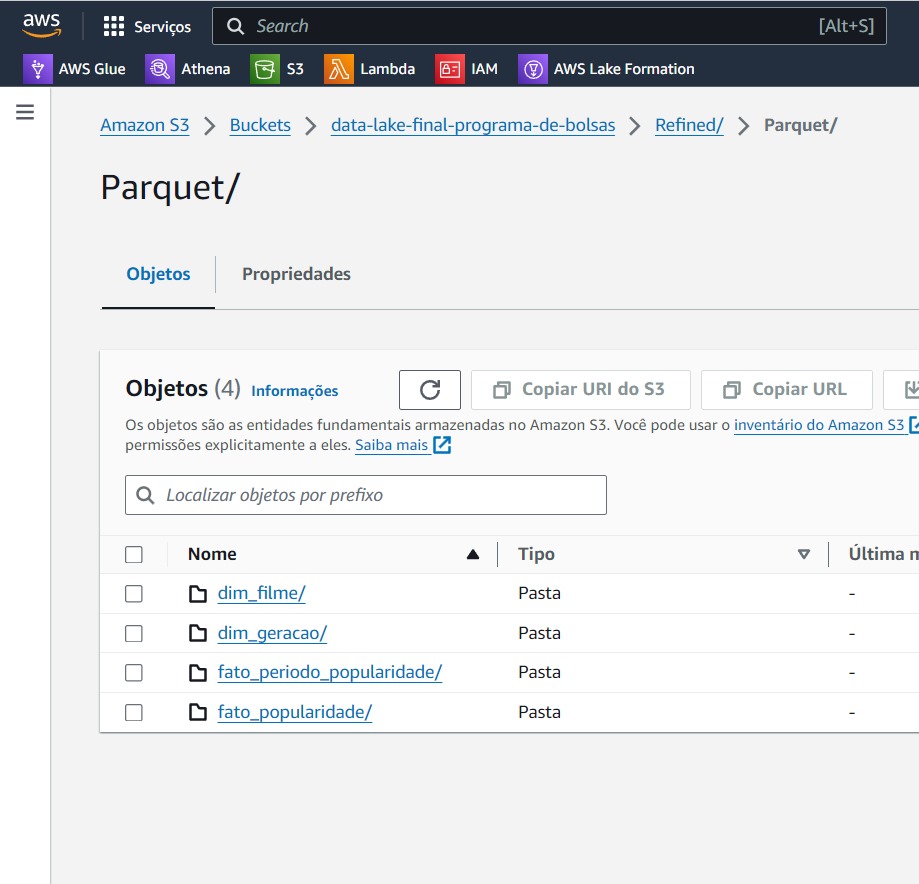 aws Serviços Search [Alt+S]
AWS Glue Athena S3 Lambda IAM AWS Lake Formation
Amazon S3 Buckets data-lake-final-programa-de-bolsas Refined/ Parquet/
Parquet/
Objetos Propriedades
Objetos (4) Informações Copiar URI do S3 Copiar URL
Os objetos são as entidades fundamentais armazenadas no Amazon S3. Você pode usar o inventário do Amazon S3
permissões explicitamente a eles. Saiba mais
Localizar objetos por prefixo
Nome Tipo Última m
dim_filme/ Pasta -
dim_geracao/ Pasta -
fato_periodo_popularidade/ Pasta -
fato_popularidade/ Pasta -